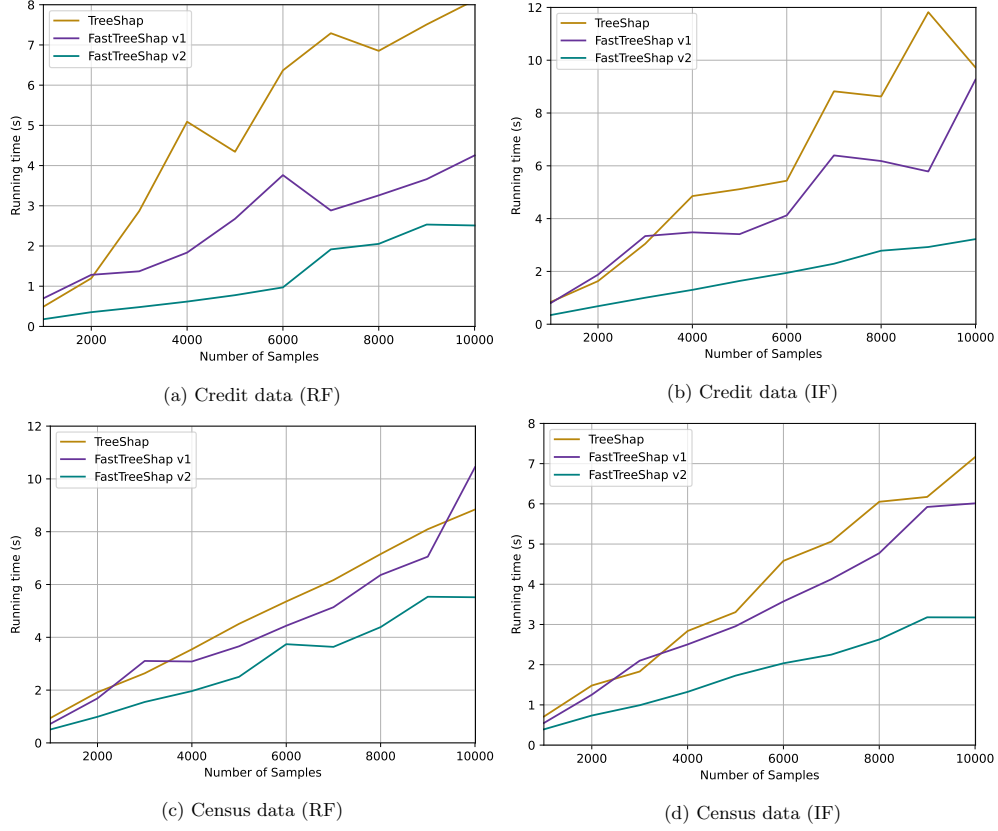 8
7
6
5
4
3
2
1
0
Running time (s)
TreeShap
FastTreeShap v1
FastTreeShap v2
2000 4000 6000 8000 10000
Number of Samples
(a) Credit data (RF)
12
10
8
6
4
2
0
Running time (s)
TreeShap
FastTreeShap v1
FastTreeShap v2
2000 4000 6000 8000 10000
Number of Samples
(b) Credit data (IF)
12
10
8
6
4
2
0
Running time (s)
TreeShap
FastTreeShap v1
FastTreeShap v2
2000 4000 6000 8000 10000
Number of Samples
(c) Census data (RF)
8
7
6
5
4
3
2
1
0
Running time (s)
TreeShap
FastTreeShap v1
FastTreeShap v2
2000 4000 6000 8000 10000
Number of Samples
(d) Census data (IF)